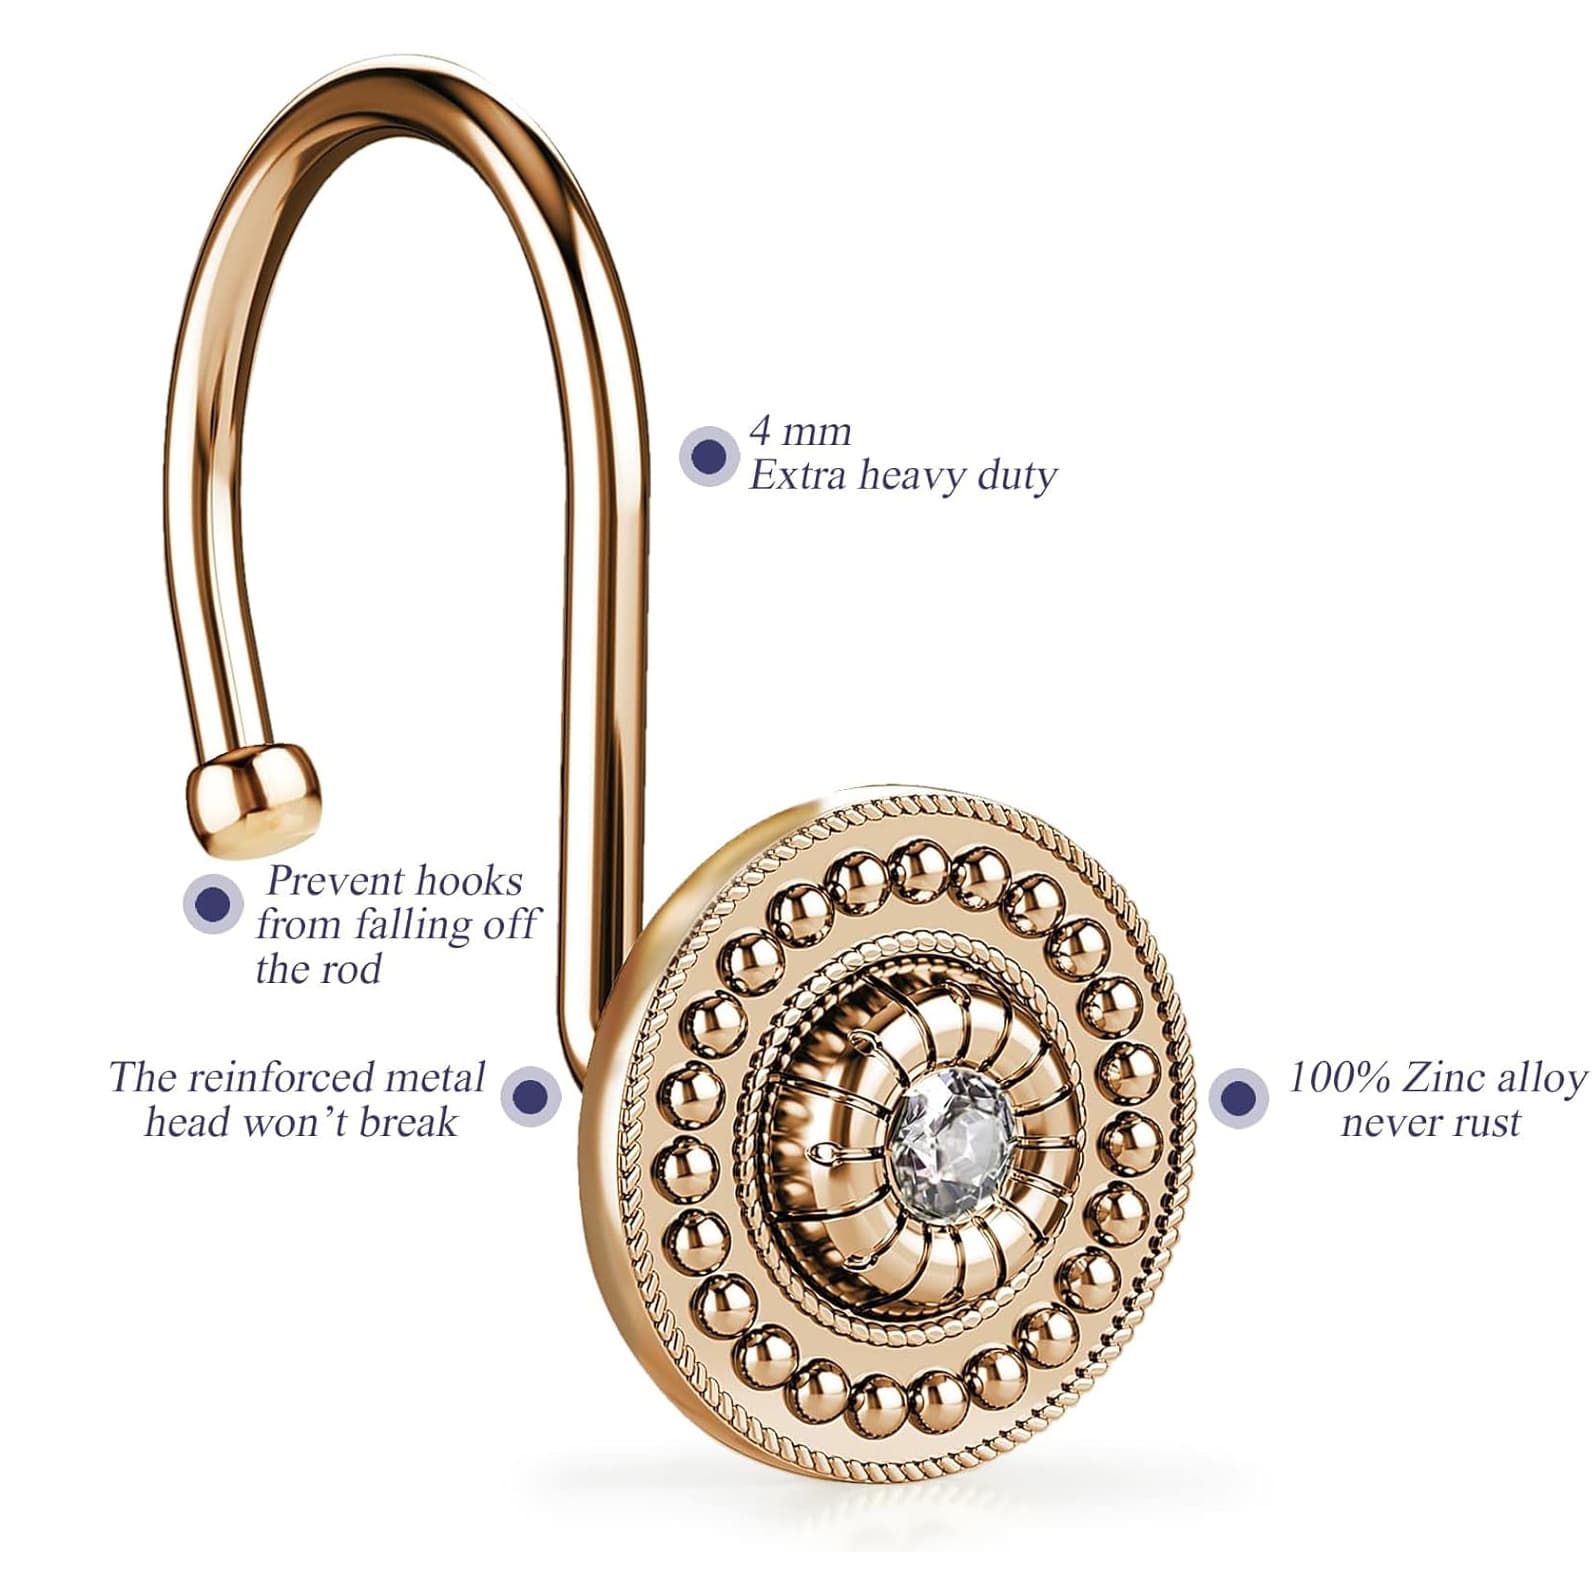 4 mm
Extra heavy duty
Prevent hooks
from falling off
the rod
The reinforced metal
head won’t break
100% Zinc alloy
never rust